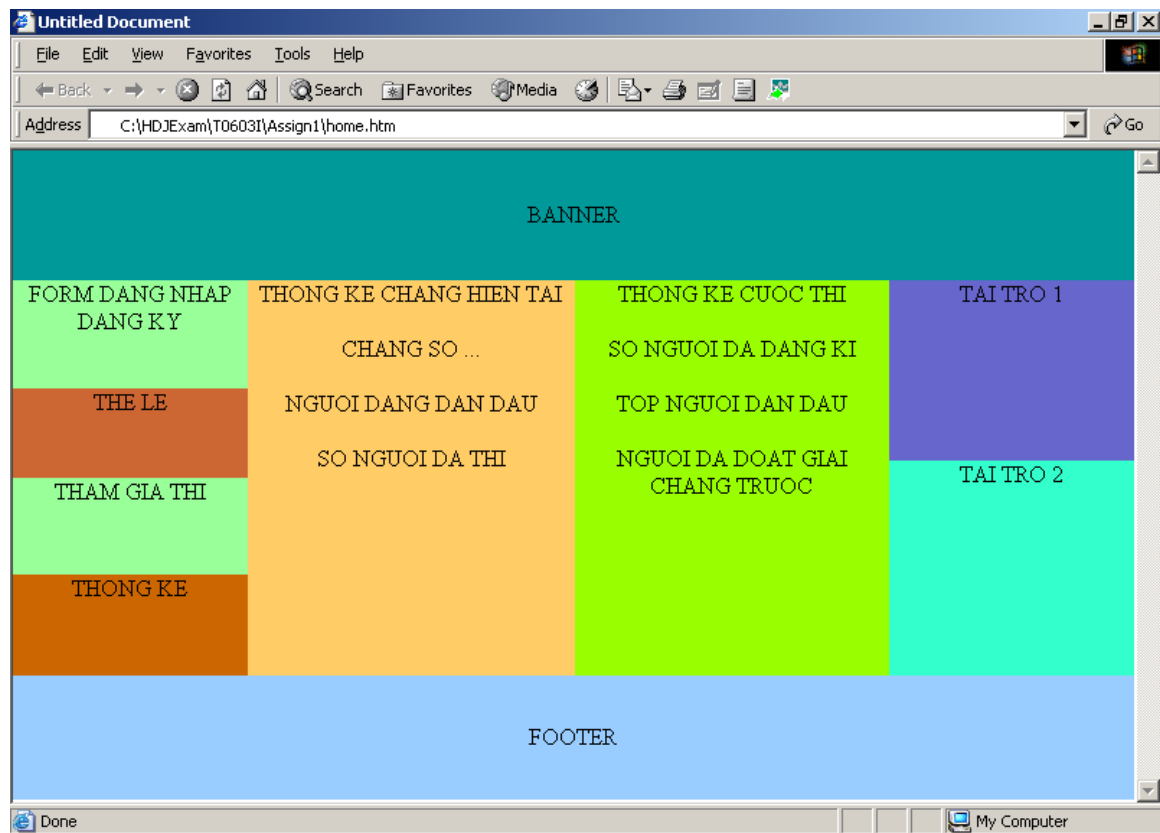 Untitled Document
File Edit View Favorites Tools Help
Back Search Favorites Media
Address C:\HDJExam\T0603I\Assign1\home.htm Go
BANNER
FORM DANG NHAP
DANG KY
THE LE
THAM GIA THI
THONG KE
THONG KE CHANG HIEN TAI
CHANG SO ...
NGUOI DANG DAN DAU
SO NGUOI DA THI
THONG KE CUOC THI
SO NGUOI DA DANG KI
TOP NGUOI DAN DAU
NGUOI DA DOAT GIAI
CHANG TRUOC
TAI TRO 1
TAI TRO 2
FOOTER
Done My Computer